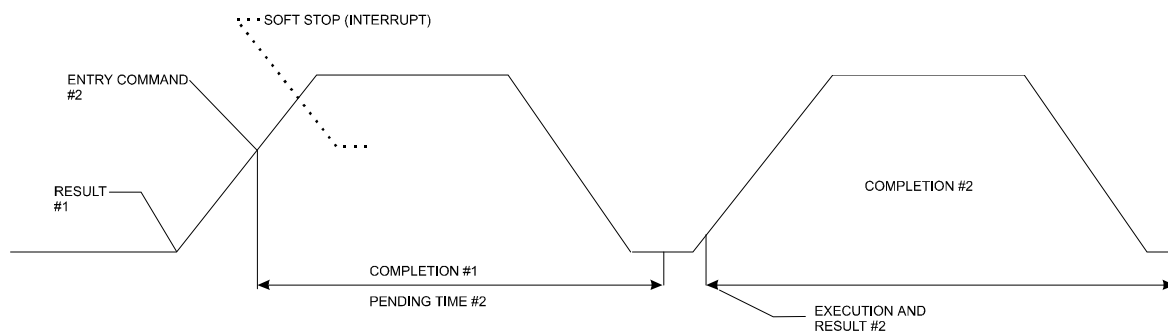 SOFT STOP (INTERRUPT)
ENTRY COMMAND
#2
RESULT
#1
COMPLETION #2
COMPLETION #1
PENDING TIME #2
EXECUTION AND
RESULT #2